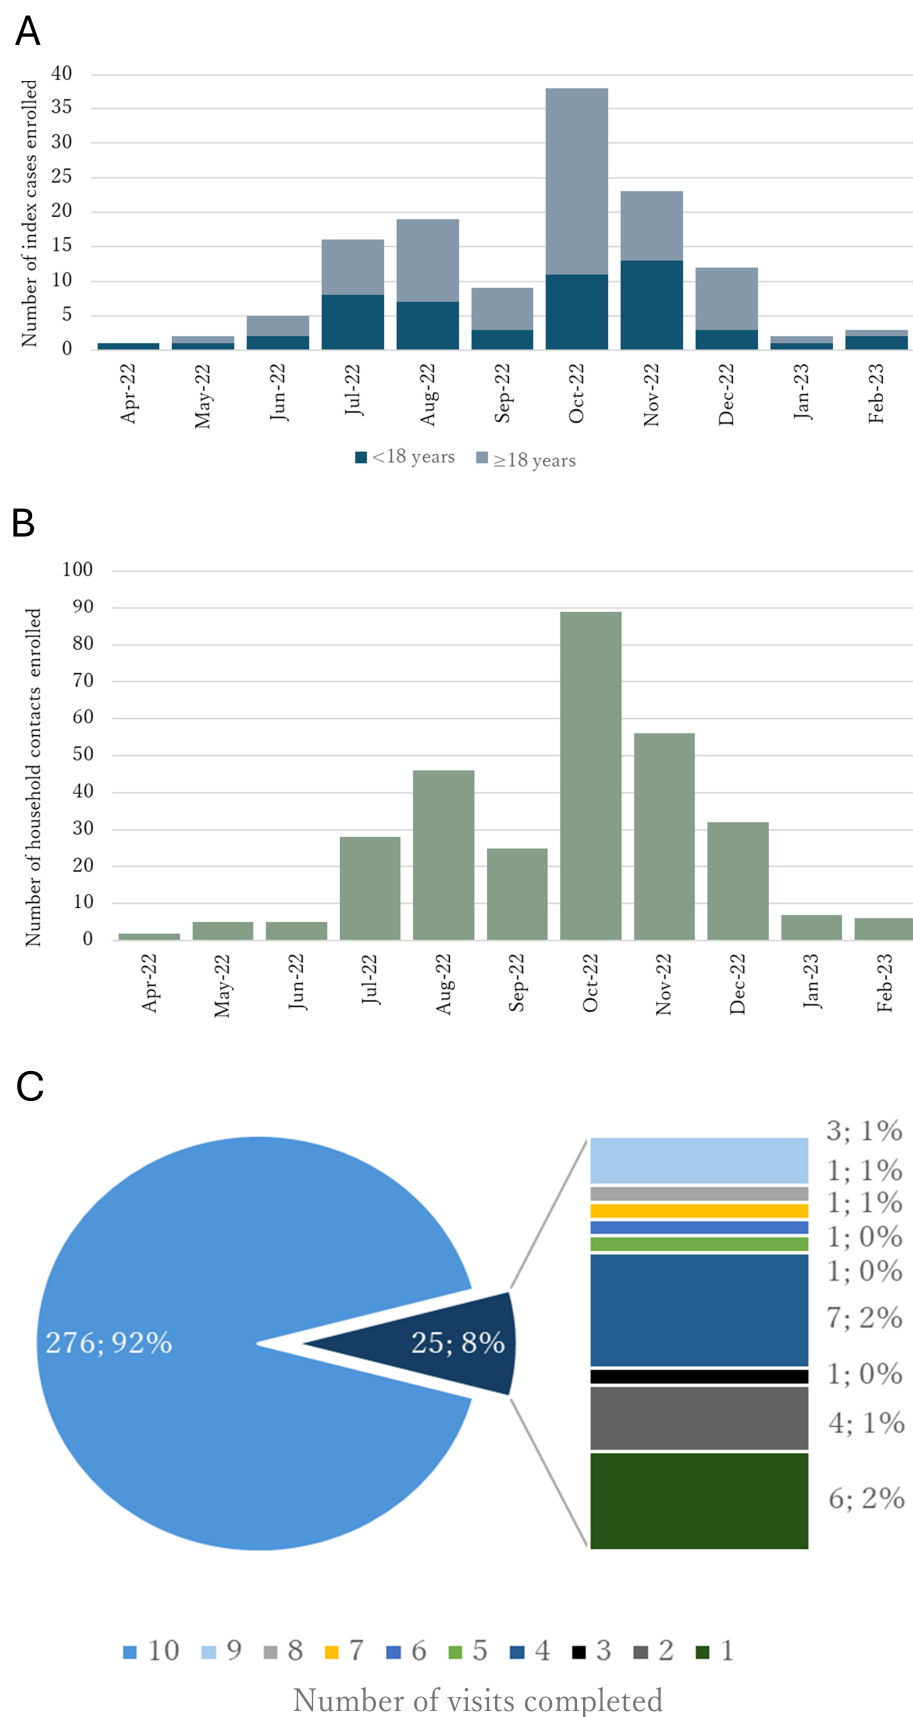 A
Number of index cases enrolled
40
35
30
25
20
15
10
5
0
Apr-22
May-22
Jun-22
Jul-22
Aug-22
Sep-22
Oct-22
Nov-22
Dec-22
Jan-23
Feb-23
<18 years
≥18 years
B
Number of household contacts enrolled
100
90
80
70
60
50
40
30
20
10
0
Apr-22
May-22
Jun-22
Jul-22
Aug-22
Sep-22
Oct-22
Nov-22
Dec-22
Jan-23
Feb-23
C
276; 92%
25; 8%
3; 1%
1; 1%
1; 1%
1; 0%
1; 0%
7; 2%
1; 0%
4; 1%
6; 2%
10 9 8 7 6 5 4 3 2 1
Number of visits completed